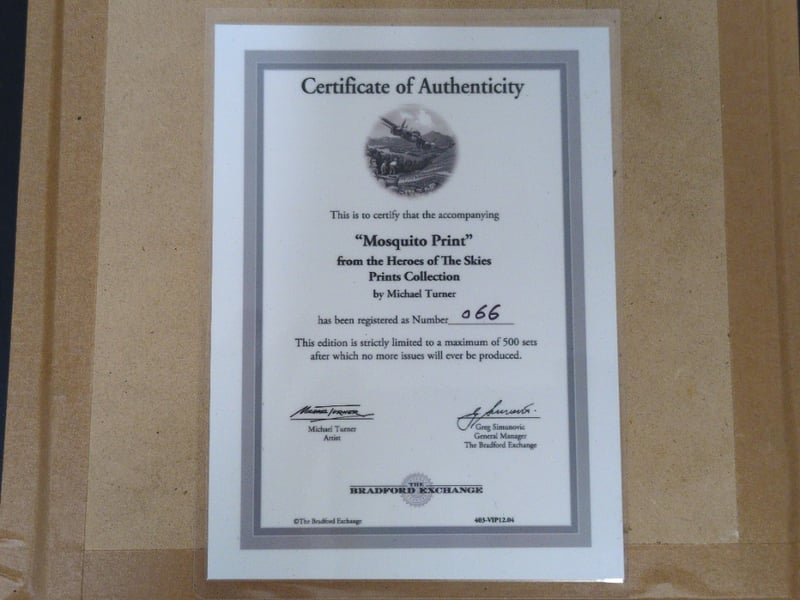 Certificate of Authenticity
This is to certify that the accompanying
“Mosquito Print”
from the Heroes of The Skies
Prints Collection
by Michael Turner
has been registered as Number 066
This edition is strictly limited to a maximum of 500 sets
after which no more issues will ever be produced.
Michael Turner
Michael Turner
Artist
Greg Simunovic
General Manager
The Bradford Exchange
THE
BRADFORD EXCHANGE
©The Bradford Exchange
403-VIP12.04